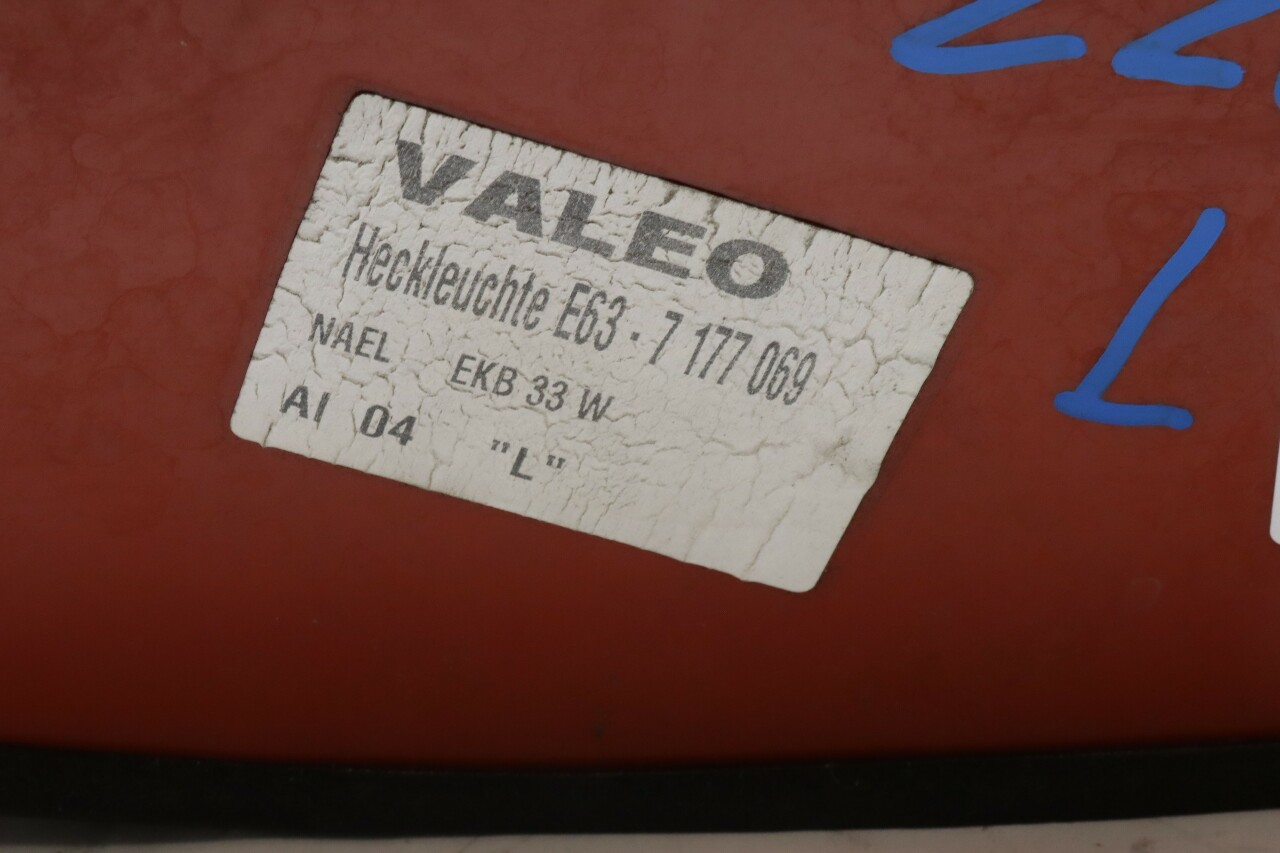 VALEO
Heckleuchte E63 - 7 177 069
NAEL EKB 33 W
AI 04 "L"
L